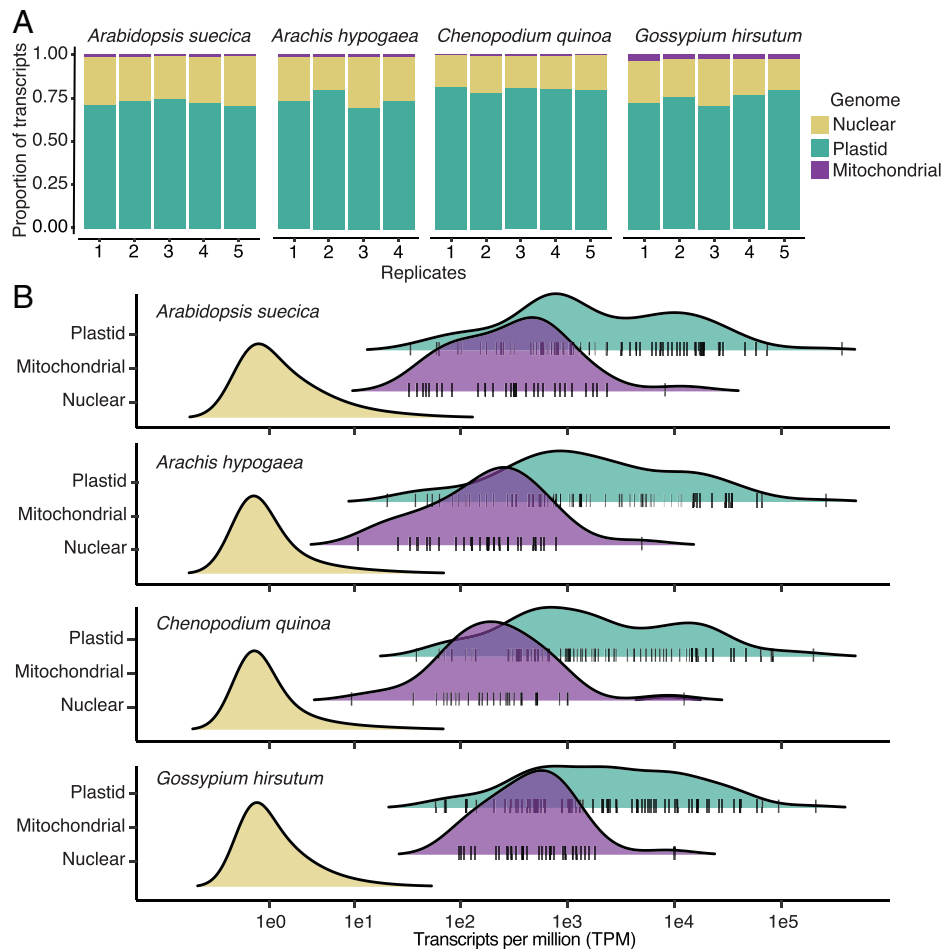 A
Arabidopsis suecica Arachis hypogaea Chenopodium quinoa Gossypium hirsutum
Proportion of transcripts
1.00
0.75
0.50
0.25
0.00
1 2 3 4 5 1 2 3 4 1 2 3 4 5 1 2 3 4 5
Replicates
Genome
Nuclear
Plastid
Mitochondrial
B
Arabidopsis suecica
Plastid
Mitochondrial
Nuclear
Arachis hypogaea
Plastid
Mitochondrial
Nuclear
Chenopodium quinoa
Plastid
Mitochondrial
Nuclear
Gossypium hirsutum
Plastid
Mitochondrial
Nuclear
1e0 1e1 1e2 1e3 1e4 1e5
Transcripts per million (TPM)